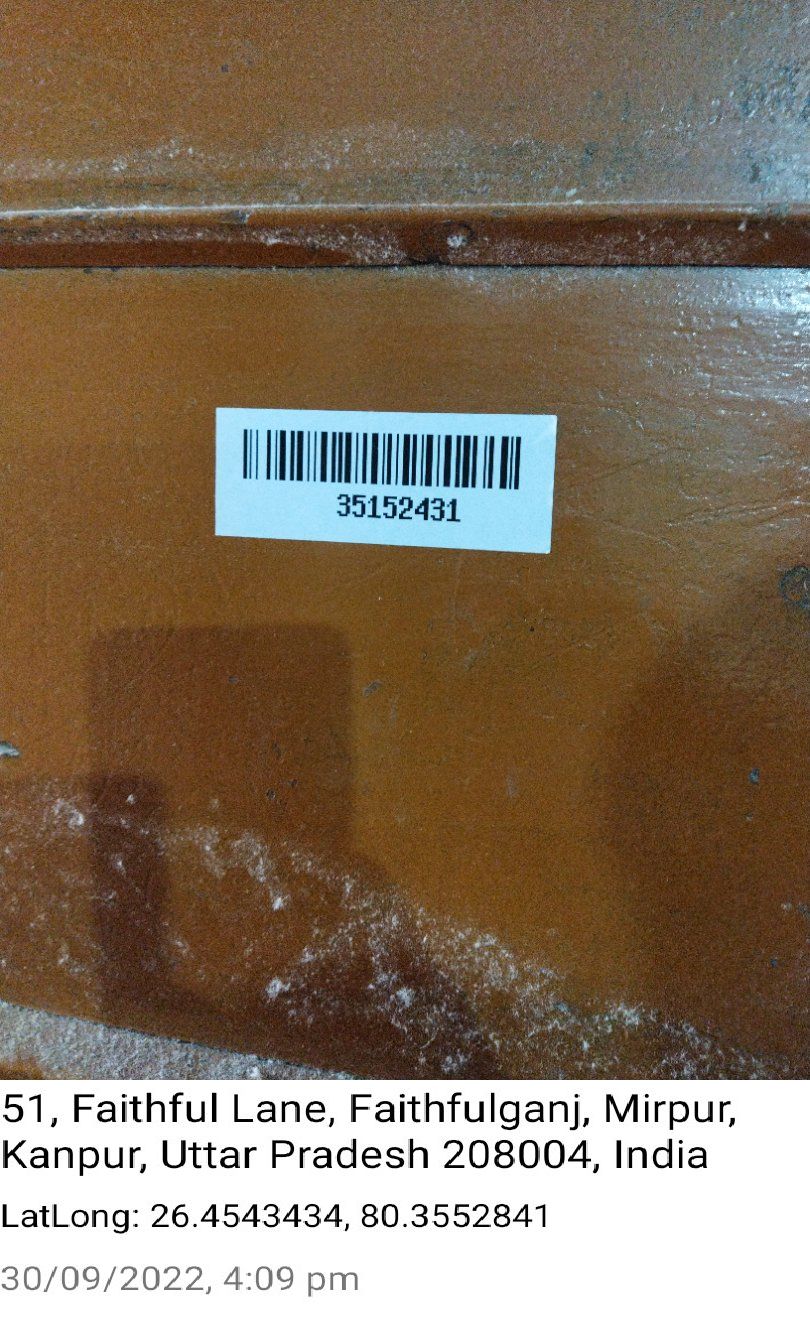 35152431
51, Faithful Lane, Faithfulganj, Mirpur,
Kanpur, Uttar Pradesh 208004, India
LatLong: 26.4543434, 80.3552841
30/09/2022, 4:09 pm